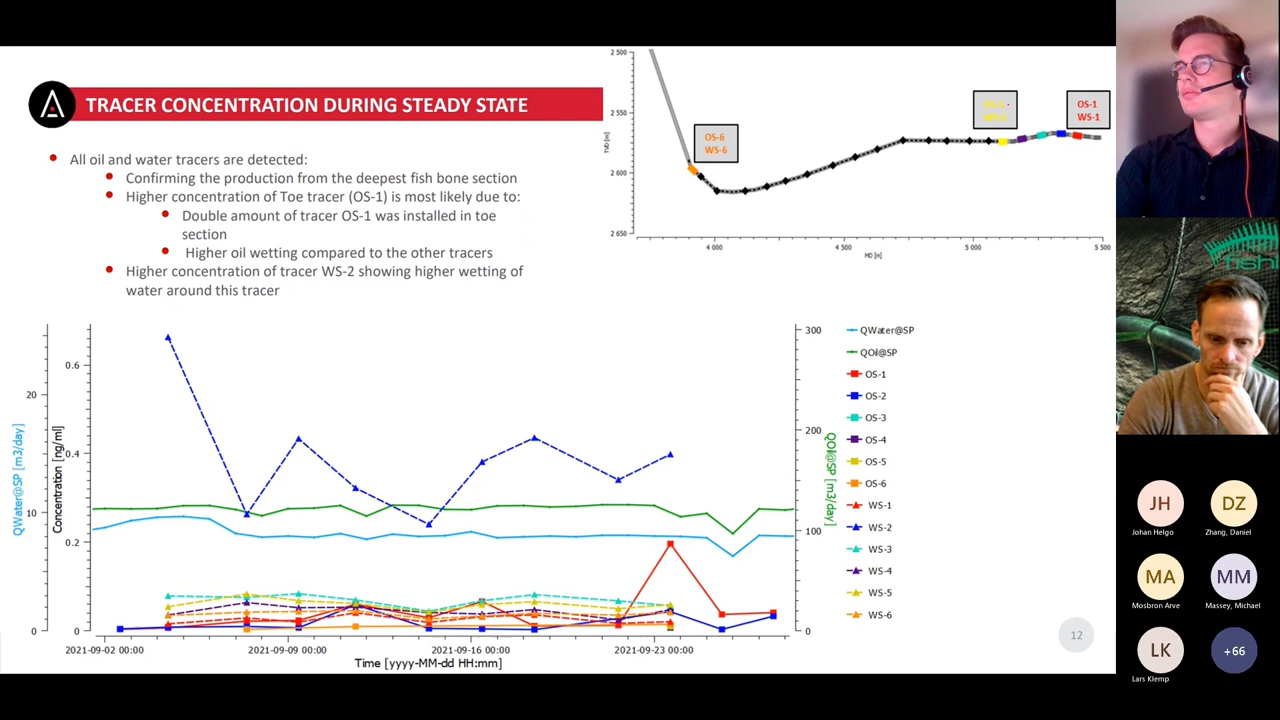 TRACER CONCENTRATION DURING STEADY STATE
All oil and water tracers are detected:
Confirming the production from the deepest fish bone section
Higher concentration of Toe tracer (OS-1) is most likely due to:
Double amount of tracer OS-1 was installed in toe
section
Higher oil wetting compared to the other tracers
Higher concentration of tracer WS-2 showing higher wetting of
water around this tracer
2 500
2 550
2 600
2 650
TVD [m]
OS-6
WS-6
OS-1
WS-1
4 000
4 500
5 000
5 500
MD [m]
QWater@SP [m3/day]
20
10
0
Concentration [ng/ml]
0.6
0.4
0.2
0
300
200
100
0
QOil@SP [m3/day]
2021-09-02 00:00
2021-09-09 00:00
2021-09-16 00:00
2021-09-23 00:00
Time [yyyy-MM-dd HH:mm]
QWater@SP
QOil@SP
OS-1
OS-2
OS-3
OS-4
OS-5
OS-6
WS-1
WS-2
WS-3
WS-4
WS-5
WS-6
12
fish
JH
Johan Helgo
DZ
Zhang, Daniel
MA
Mosbron Arve
MM
Massey, Michael
LK
Lars Klemp
+66